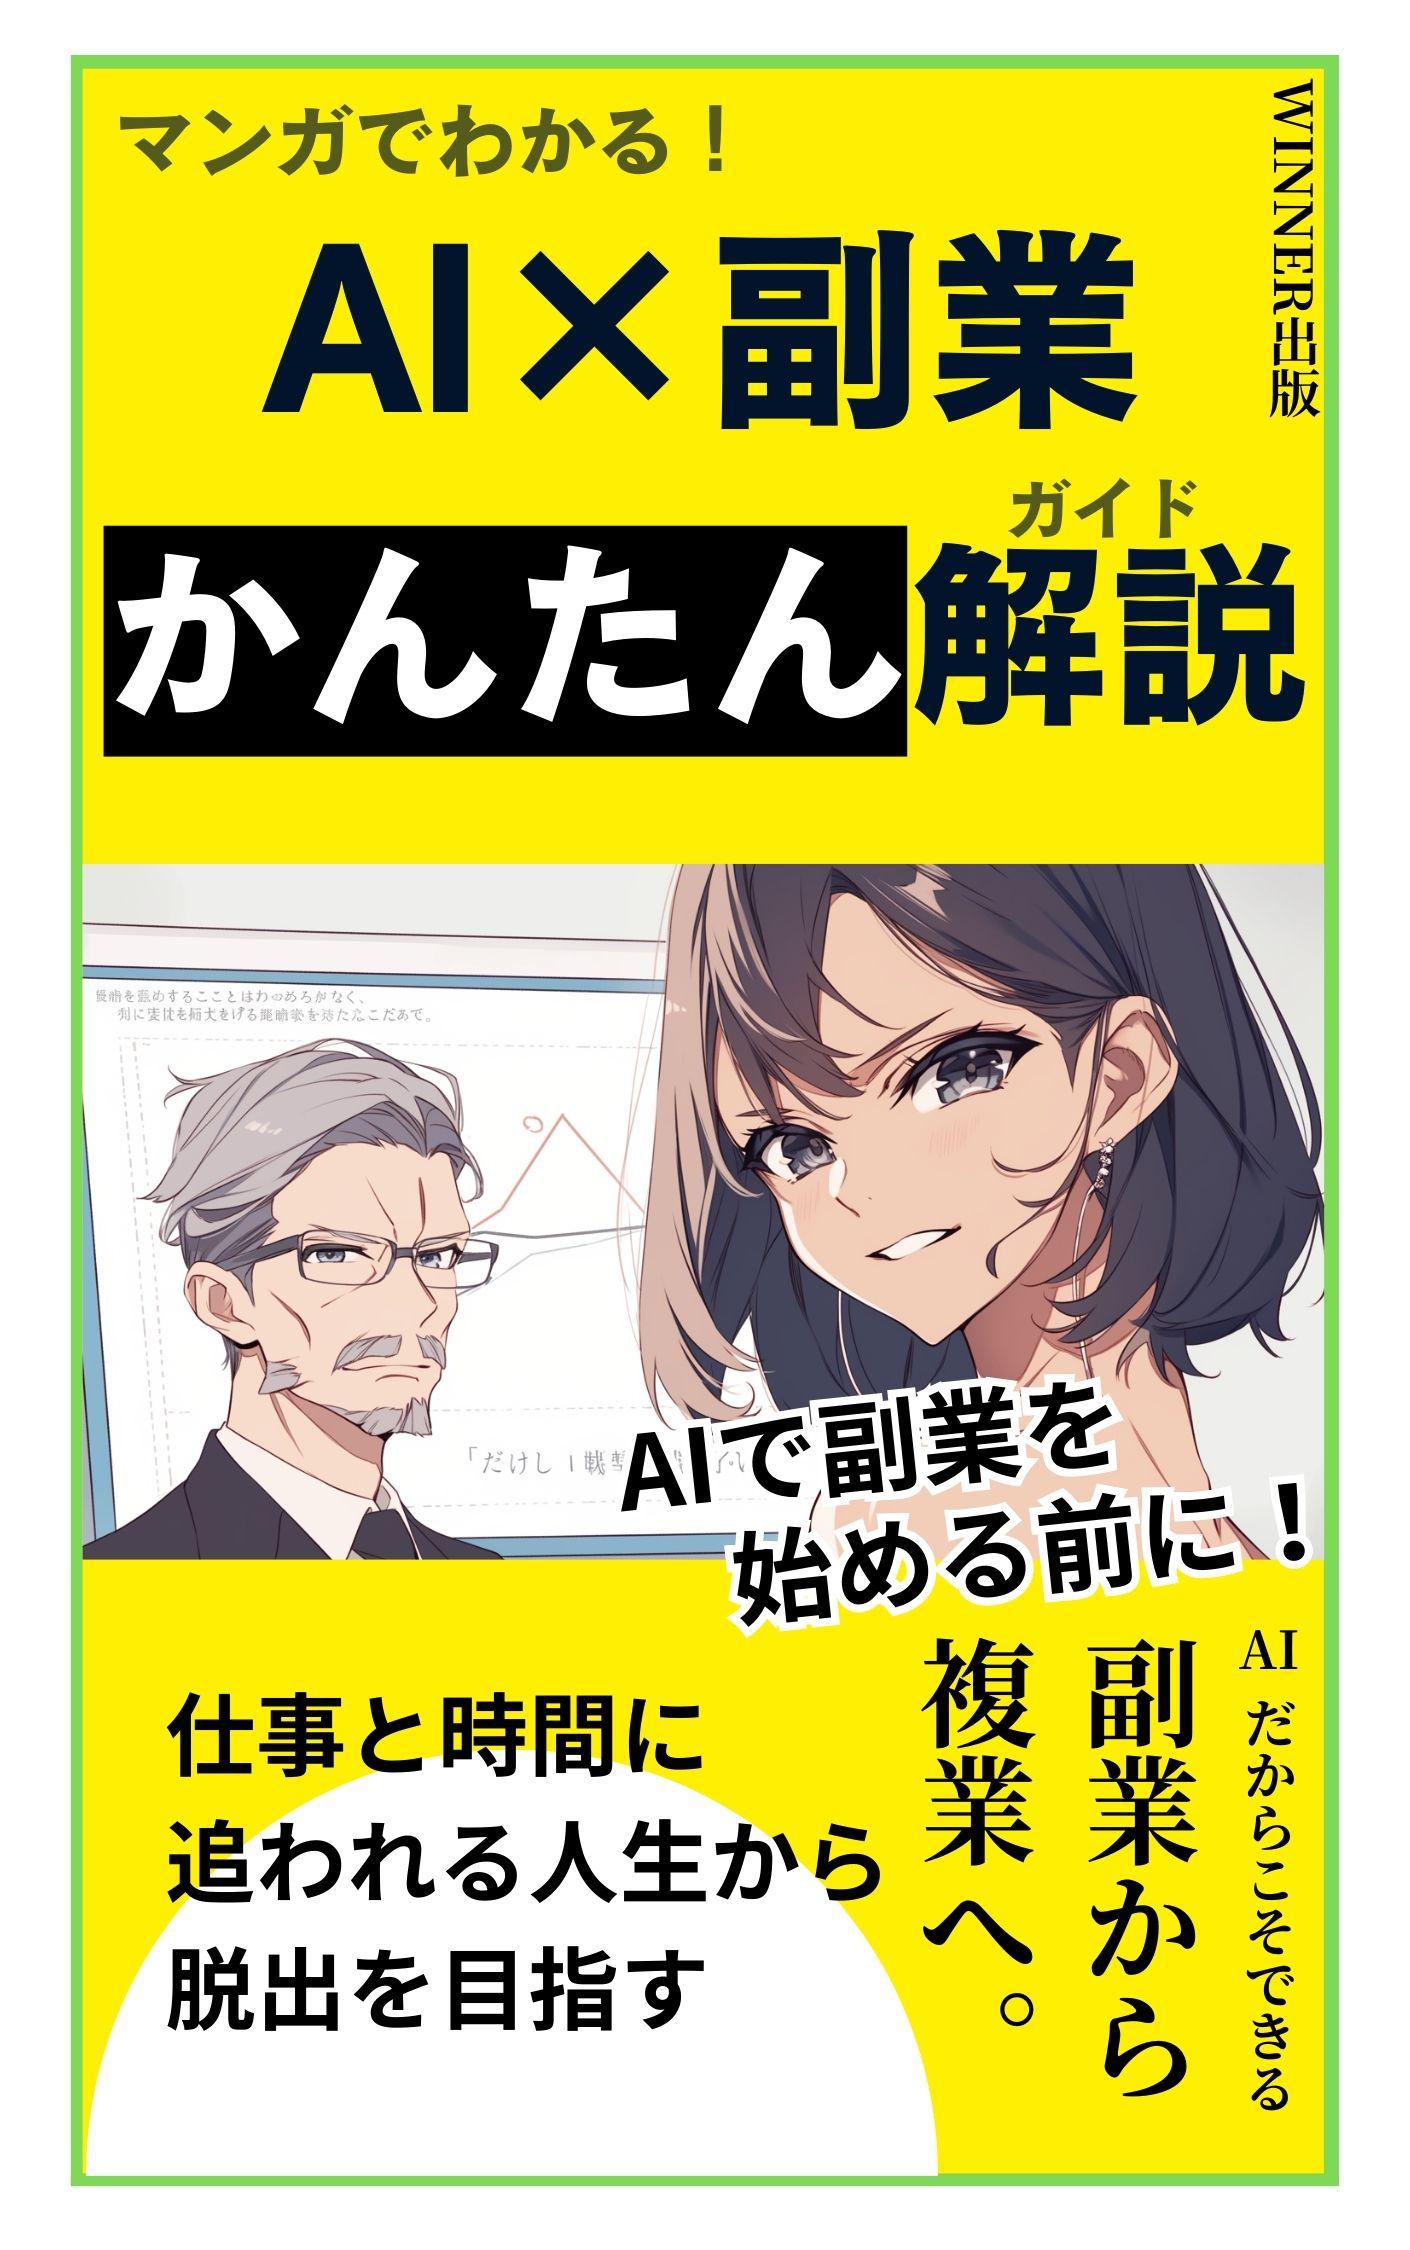 マンガでわかる！
WINNER出版
AI×副業
ガイド
かんたん解説
AIで副業を
始める前に！
AIだからこそできる
副業から
複業へ。
仕事と時間に
追われる人生から
脱出を目指す